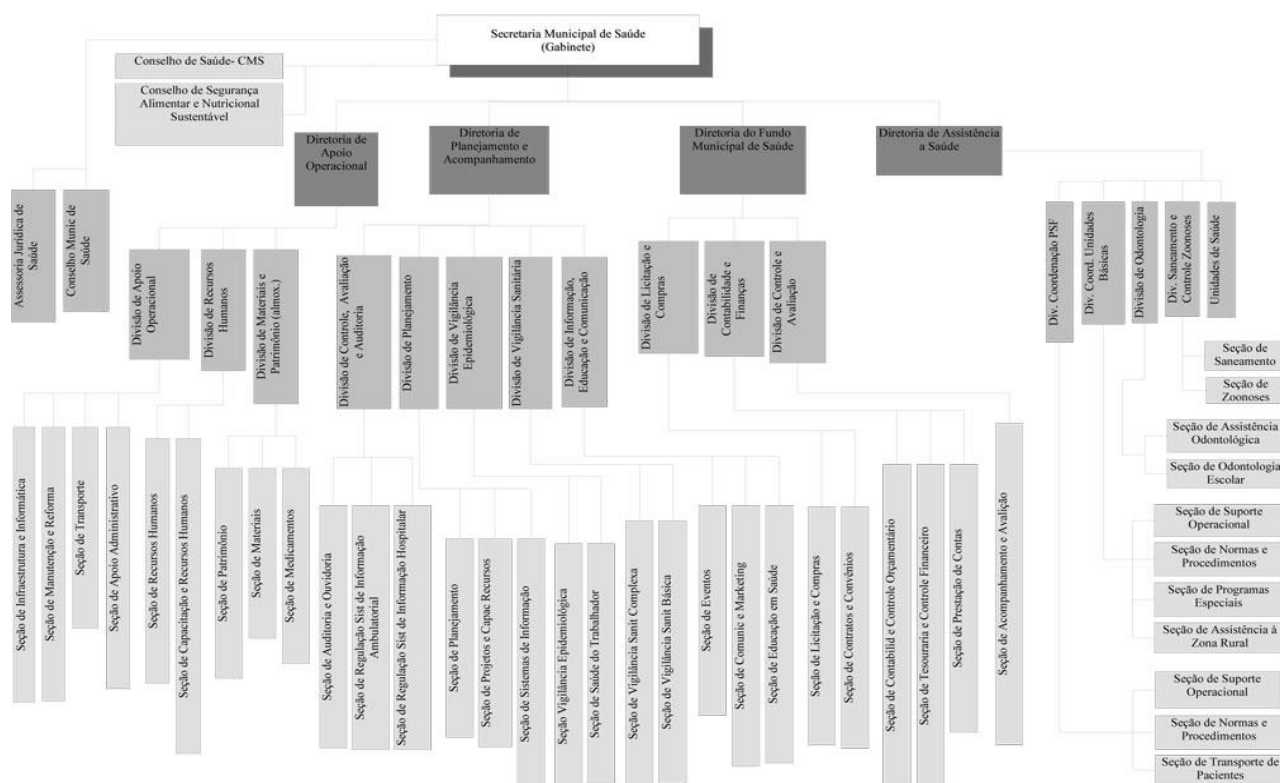 Secretaria Municipal de Saúde
(Gabinete)
Conselho de Saúde- CMS
Conselho de Segurança
Alimentar e Nutricional
Sustentável
Diretoria de
Apoio
Operacional
Diretoria de
Planejamento e
Acompanhamento
Diretoria do Fundo
Municipal de Saúde
Diretoria de Assistência
a Saúde
Assessoria Jurídica de
Saúde
Conselho Munic de
Saúde
Divisão de Apoio
Operacional
Divisão de Recursos
Humanos
Divisão de Materiais e
Patrimônio (almox.)
Divisão de Controle, Avaliação
e Auditoria
Divisão de Planejamento
Divisão de Vigilância
Epidemiológica
Divisão de Vigilância Sanitária
Divisão de Informação,
Educação e Comunicação
Divisão de Licitação e
Compras
Divisão de
Contabilidade e
Finanças
Divisão de Controle e
Avaliação
Div. Coordenação PSF
Div. Coord. Unidades
Básicas
Divisão de Odontologia
Div. Saneamento e
Controle Zoonoses
Unidades de Saúde
Seção de Infraestrutura e Informática
Seção de Manutenção e Reforma
Seção de Transporte
Seção de Apoio Administrativo
Seção de Recursos Humanos
Seção de Capacitação e Recursos Humanos
Seção de Patrimônio
Seção de Materiais
Seção de Medicamentos
Seção de Auditoria e Ouvidoria
Seção de Regulação Sist de Informação
Ambulatorial
Seção de Regulação Sist de Informação Hospitalar
Seção de Planejamento
Seção de Projetos e Capac Recursos
Seção de Sistemas de Informação
Seção Vigilância Epidemiológica
Seção de Saúde do Trabalhador
Seção de Vigilância Sanit Complexa
Seção de Vigilância Sanit Básica
Seção de Eventos
Seção de Comunic e Marketing
Seção de Educação em Saúde
Seção de Licitação e Compras
Seção de Contratos e Convênios
Seção de Contabilid e Controle Orçamentário
Seção de Tesouraria e Controle Financeiro
Seção de Prestação de Contas
Seção de Acompanhamento e Avalição
Seção de
Saneamento
Seção de
Zoonoses
Seção de Assistência
Odontológica
Seção de Odontologia
Escolar
Seção de Suporte
Operacional
Seção de Normas e
Procedimentos
Seção de Programas
Especiais
Seção de Assistência à
Zona Rural
Seção de Suporte
Operacional
Seção de Normas e
Procedimentos
Seção de Transporte de
Pacientes